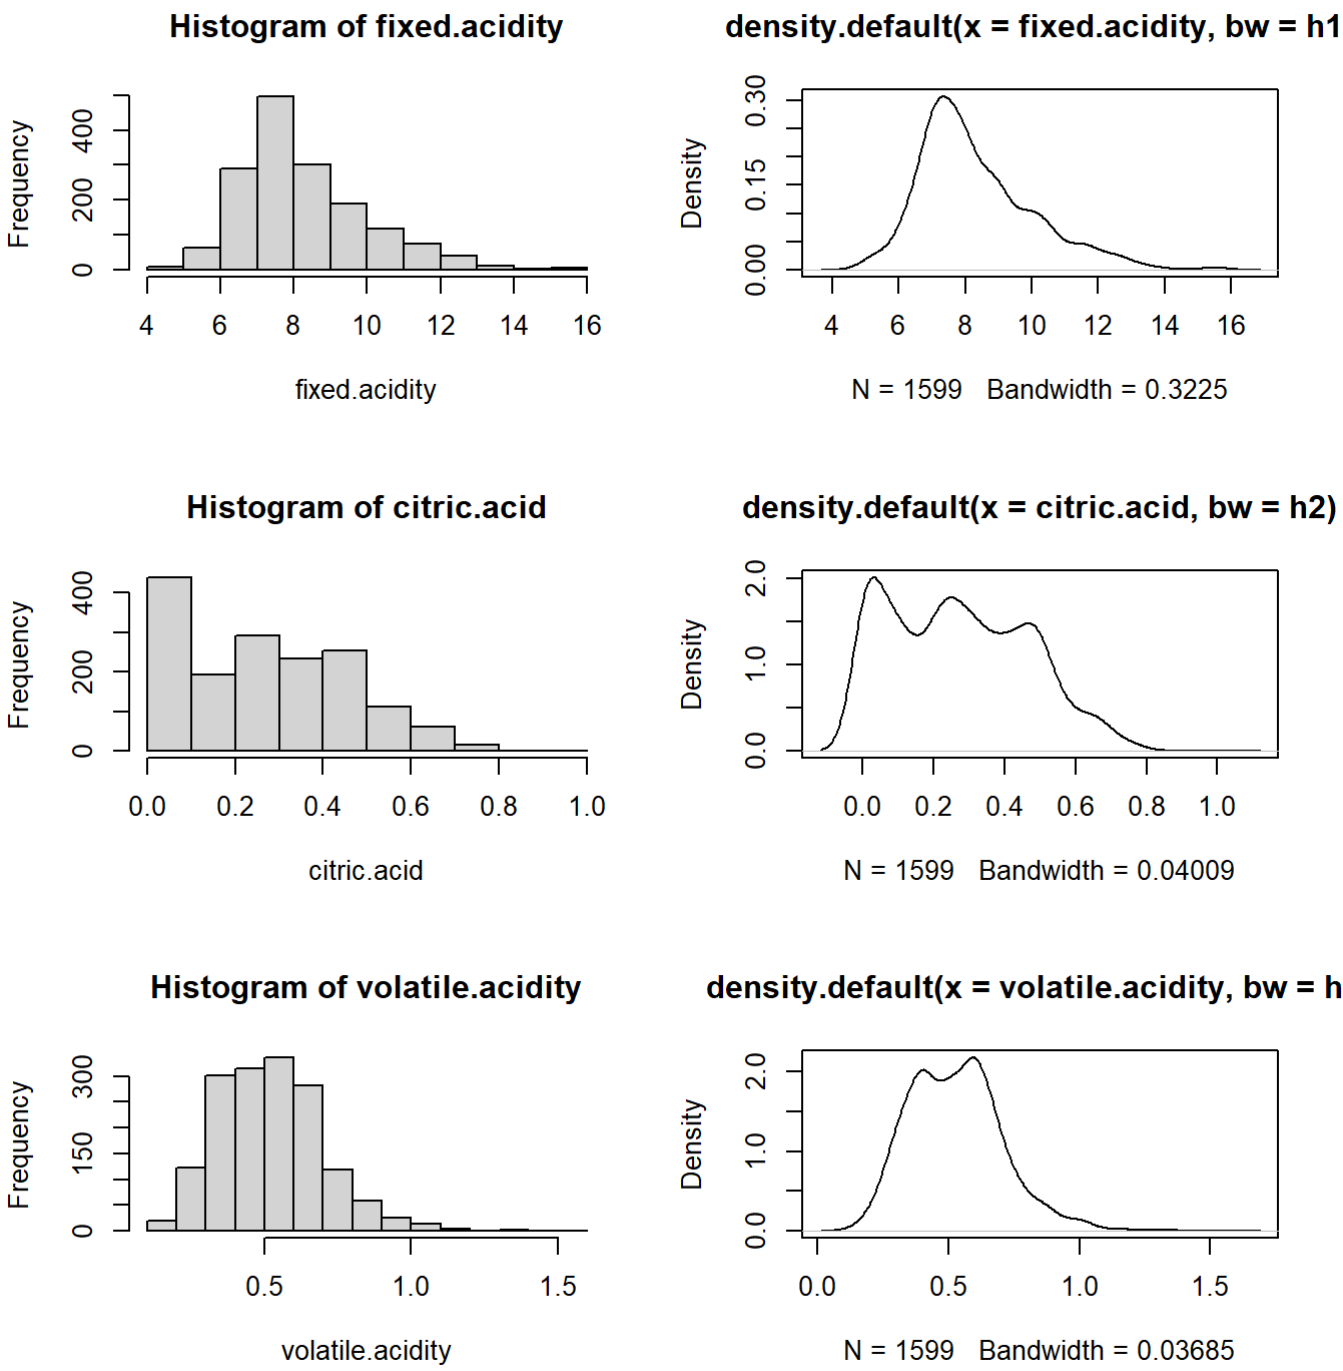 Histogram of fixed.acidity
Frequency
0 200 400
4 6 8 10 12 14 16
fixed.acidity
density.default(x = fixed.acidity, bw = h1
Density
0.00 0.15 0.30
4 6 8 10 12 14 16
N = 1599 Bandwidth = 0.3225
Histogram of citric.acid
Frequency
0 200 400
0.0 0.2 0.4 0.6 0.8 1.0
citric.acid
density.default(x = citric.acid, bw = h2)
Density
0.0 1.0 2.0
0.0 0.2 0.4 0.6 0.8 1.0
N = 1599 Bandwidth = 0.04009
Histogram of volatile.acidity
Frequency
0 150 300
0.5 1.0 1.5
volatile.acidity
density.default(x = volatile.acidity, bw = h
Density
0.0 1.0 2.0
0.0 0.5 1.0 1.5
N = 1599 Bandwidth = 0.03685